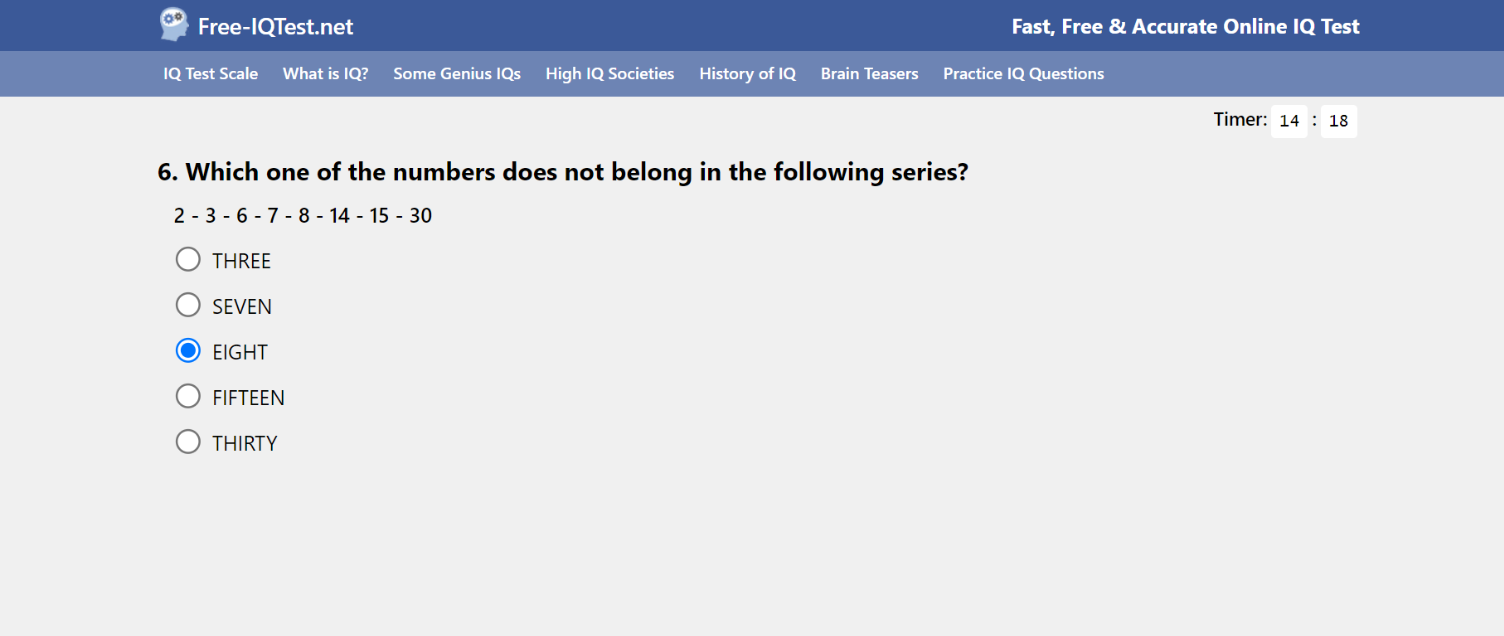 Free-IQTest.net
Fast, Free & Accurate Online IQ Test
IQ Test Scale What is IQ? Some Genius IQs High IQ Societies History of IQ Brain Teasers Practice IQ Questions
Timer: 14 : 18
6. Which one of the numbers does not belong in the following series?
2 - 3 - 6 - 7 - 8 - 14 - 15 - 30
THREE
SEVEN
EIGHT
FIFTEEN
THIRTY